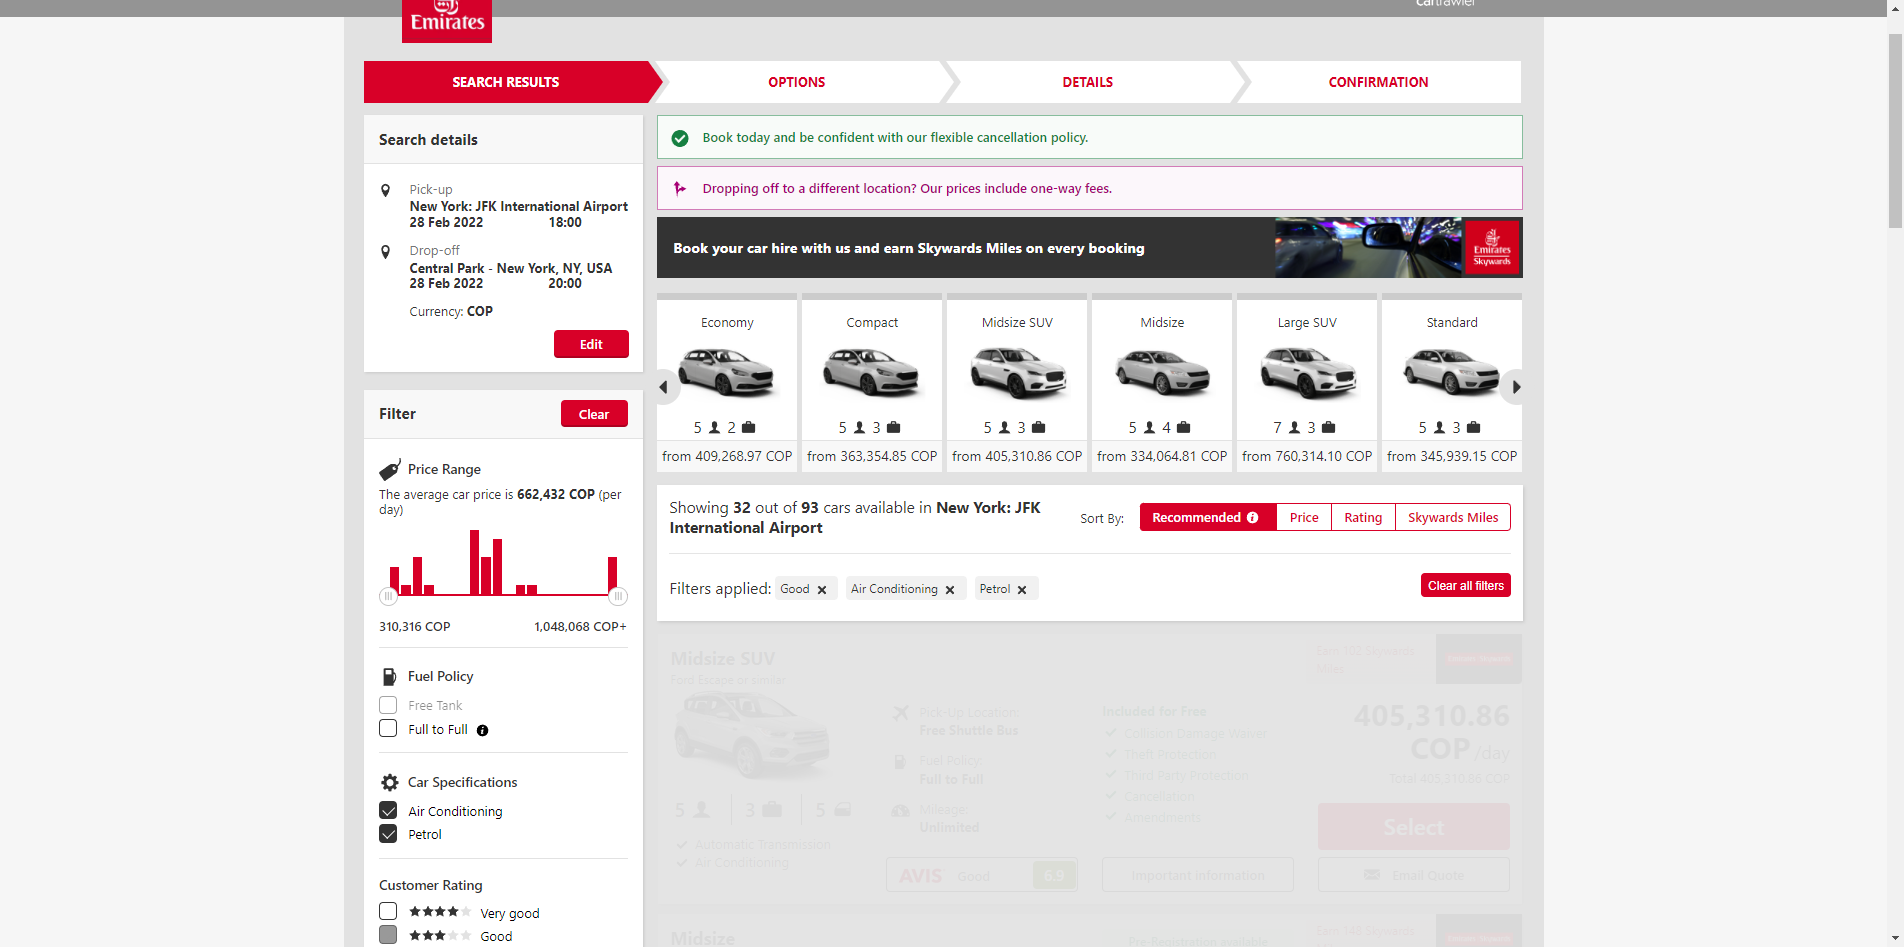 cartrawler
Emirates
SEARCH RESULTS
OPTIONS
DETAILS
CONFIRMATION
Search details
Pick-up
New York: JFK International Airport
28 Feb 2022 18:00
Drop-off
Central Park - New York, NY, USA
28 Feb 2022 20:00
Currency: COP
Edit
Filter
Clear
Price Range
The average car price is 662,432 COP (per
day)
310,316 COP 1,048,068 COP+
Fuel Policy
Free Tank
Full to Full
Car Specifications
Air Conditioning
Petrol
Customer Rating
Very good
Good
Book today and be confident with our flexible cancellation policy.
Dropping off to a different location? Our prices include one-way fees.
Book your car hire with us and earn Skywards Miles on every booking
Emirates
Skywards
Economy
5 2
from 409,268.97 COP
Compact
5 3
from 363,354.85 COP
Midsize SUV
5 3
from 405,310.86 COP
Midsize
5 4
from 334,064.81 COP
Large SUV
7 3
from 760,314.10 COP
Standard
5 3
from 345,939.15 COP
Showing 32 out of 93 cars available in New York: JFK
International Airport
Sort By:
Recommended
Price
Rating
Skywards Miles
Filters applied: Good Air Conditioning Petrol
Clear all filters
Midsize SUV
Ford Escape or similar
5 3 5
Automatic Transmission
Air Conditioning
Pick-Up Location:
Free Shuttle Bus
Fuel Policy:
Full to Full
Mileage:
Unlimited
AVIS Good 6.9
Included for Free
Collision Damage Waiver
Theft Protection
Third Party Protection
Cancellation
Amendments
Important Information
Earn 102 Skywards
Miles
405,310.86
COP /day
Total 405,310.86 COP
Select
Email Quote
Midsize
Pre Registration available
Earn 143 Skywards